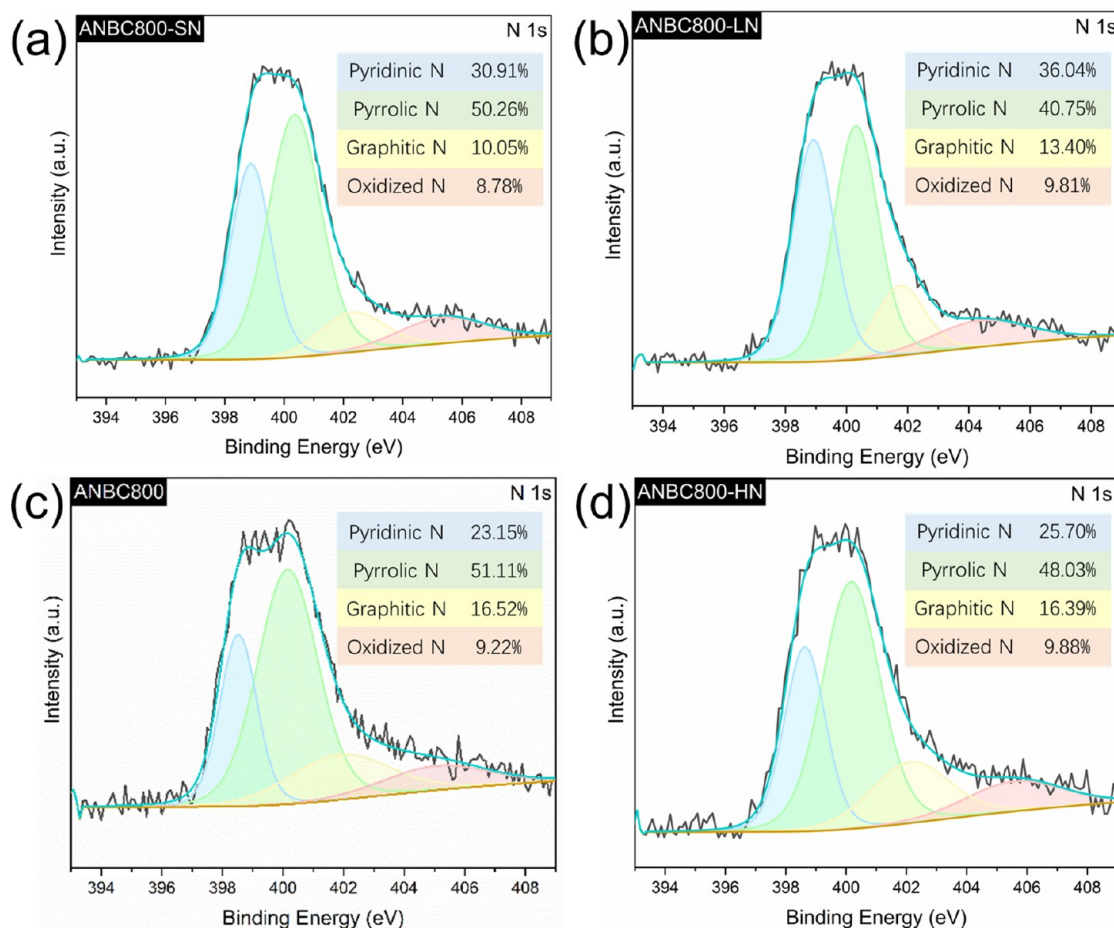 (a)
ANBC800-SN
N 1s
Pyridinic N 30.91%
Pyrrolic N 50.26%
Graphitic N 10.05%
Oxidized N 8.78%
Intensity (a.u.)
394 396 398 400 402 404 406 408
Binding Energy (eV)
(b)
ANBC800-LN
N 1s
Pyridinic N 36.04%
Pyrrolic N 40.75%
Graphitic N 13.40%
Oxidized N 9.81%
Intensity (a.u.)
394 396 398 400 402 404 406 408
Binding Energy (eV)
(c)
ANBC800
N 1s
Pyridinic N 23.15%
Pyrrolic N 51.11%
Graphitic N 16.52%
Oxidized N 9.22%
Intensity (a.u.)
394 396 398 400 402 404 406 408
Binding Energy (eV)
(d)
ANBC800-HN
N 1s
Pyridinic N 25.70%
Pyrrolic N 48.03%
Graphitic N 16.39%
Oxidized N 9.88%
Intensity (a.u.)
394 396 398 400 402 404 406 408
Binding Energy (eV)